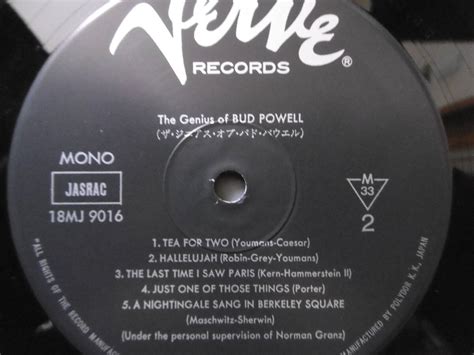 Verve
RECORDS
®
The Genius of BUD POWELL
(ザ・ジニアス・オブ・バド・パウエル)
MONO
JASRAC
18MJ 9016
M
33
2
1. TEA FOR TWO (Youmans-Caesar)
2. HALLELUJAH (Robin-Grey-Youmans)
3. THE LAST TIME I SAW PARIS (Kern-Hammerstein II)
4. JUST ONE OF THOSE THINGS (Porter)
5. A NIGHTINGALE SANG IN BERKELEY SQUARE
(Maschwitz-Sherwin)
(Under the personal supervision of Norman Granz)
"ALL RIGHTS OF THE RECORD
MANUFACTURED BY POLYDOR K. K., JAPAN